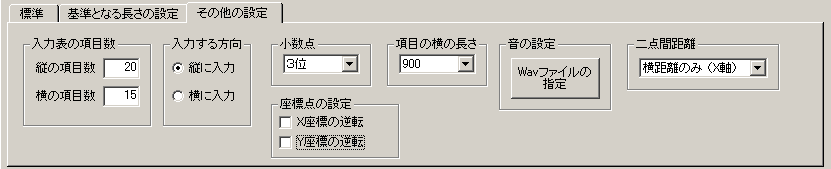 標準
基準となる長さの設定
その他の設定
入力表の項目数
縦の項目数 20
横の項目数 15
入力する方向
縦に入力
横に入力
小数点
3位
項目の横の長さ
900
音の設定
Wavファイルの
指定
二点間距離
横距離のみ（X軸）
座標点の設定
X座標の逆転
Y座標の逆転